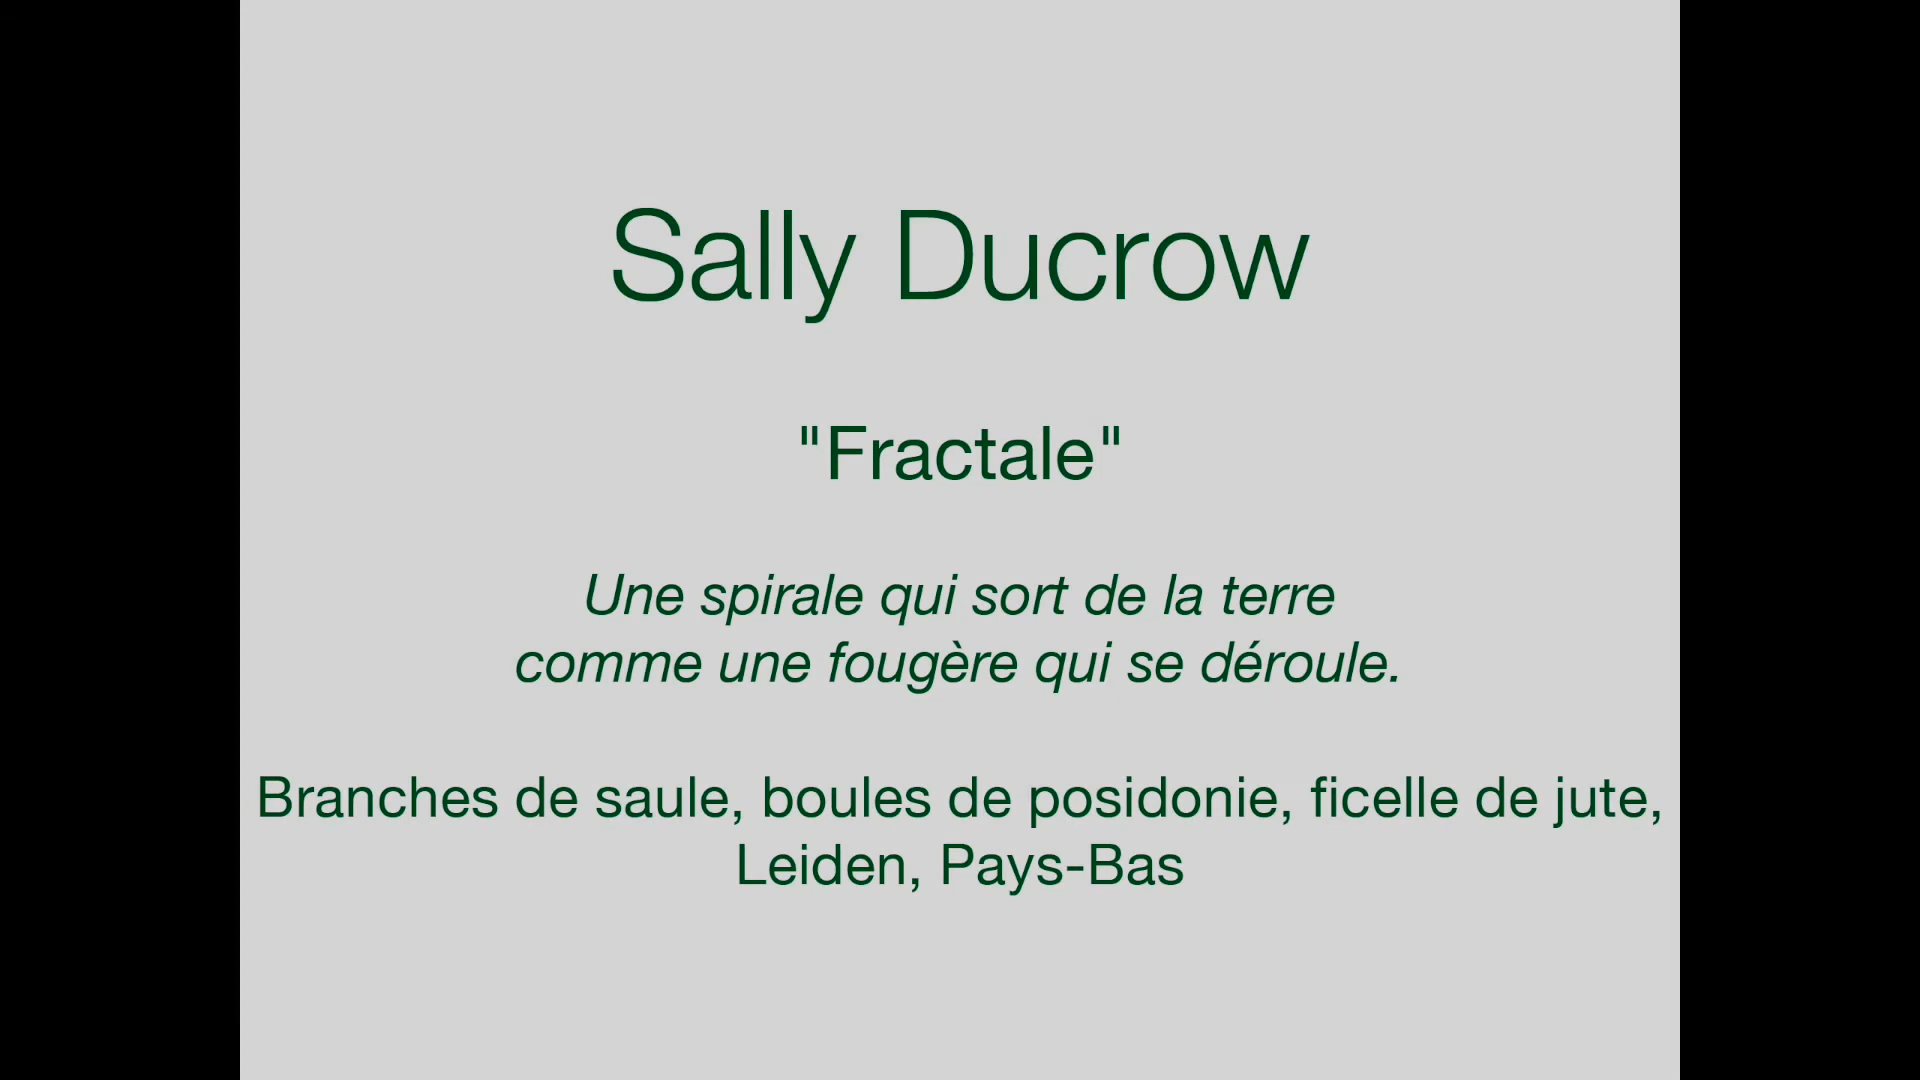 Sally Ducrow
"Fractale"
Une spirale qui sort de la terre
comme une fougère qui se déroule.
Branches de saule, boules de posidonie, ficelle de jute,
Leiden, Pays-Bas